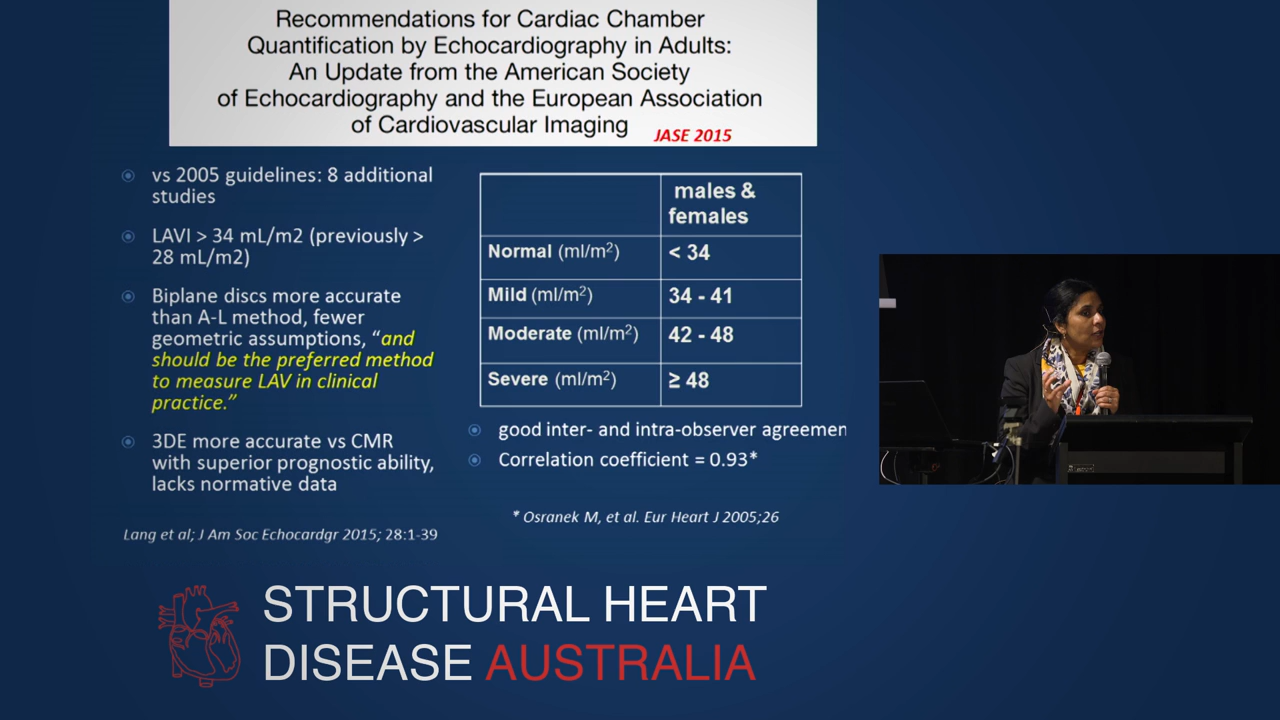 Recommendations for Cardiac Chamber
Quantification by Echocardiography in Adults:
An Update from the American Society
of Echocardiography and the European Association
of Cardiovascular Imaging
JASE 2015
vs 2005 guidelines: 8 additional
studies
LAVI > 34 mL/m2 (previously >
28 mL/m2)
Biplane discs more accurate
than A-L method, fewer
geometric assumptions, “and
should be the preferred method
to measure LAV in clinical
practice.”
3DE more accurate vs CMR
with superior prognostic ability,
lacks normative data
Lang et al; J Am Soc Echocardgr 2015; 28:1-39
males &
females
Normal (ml/m²) < 34
Mild (ml/m²) 34 - 41
Moderate (ml/m²) 42 - 48
Severe (ml/m²) ≥ 48
good inter- and intra-observer agreemen
Correlation coefficient = 0.93*
* Osranek M, et al. Eur Heart J 2005;26
STRUCTURAL HEART
DISEASE AUSTRALIA